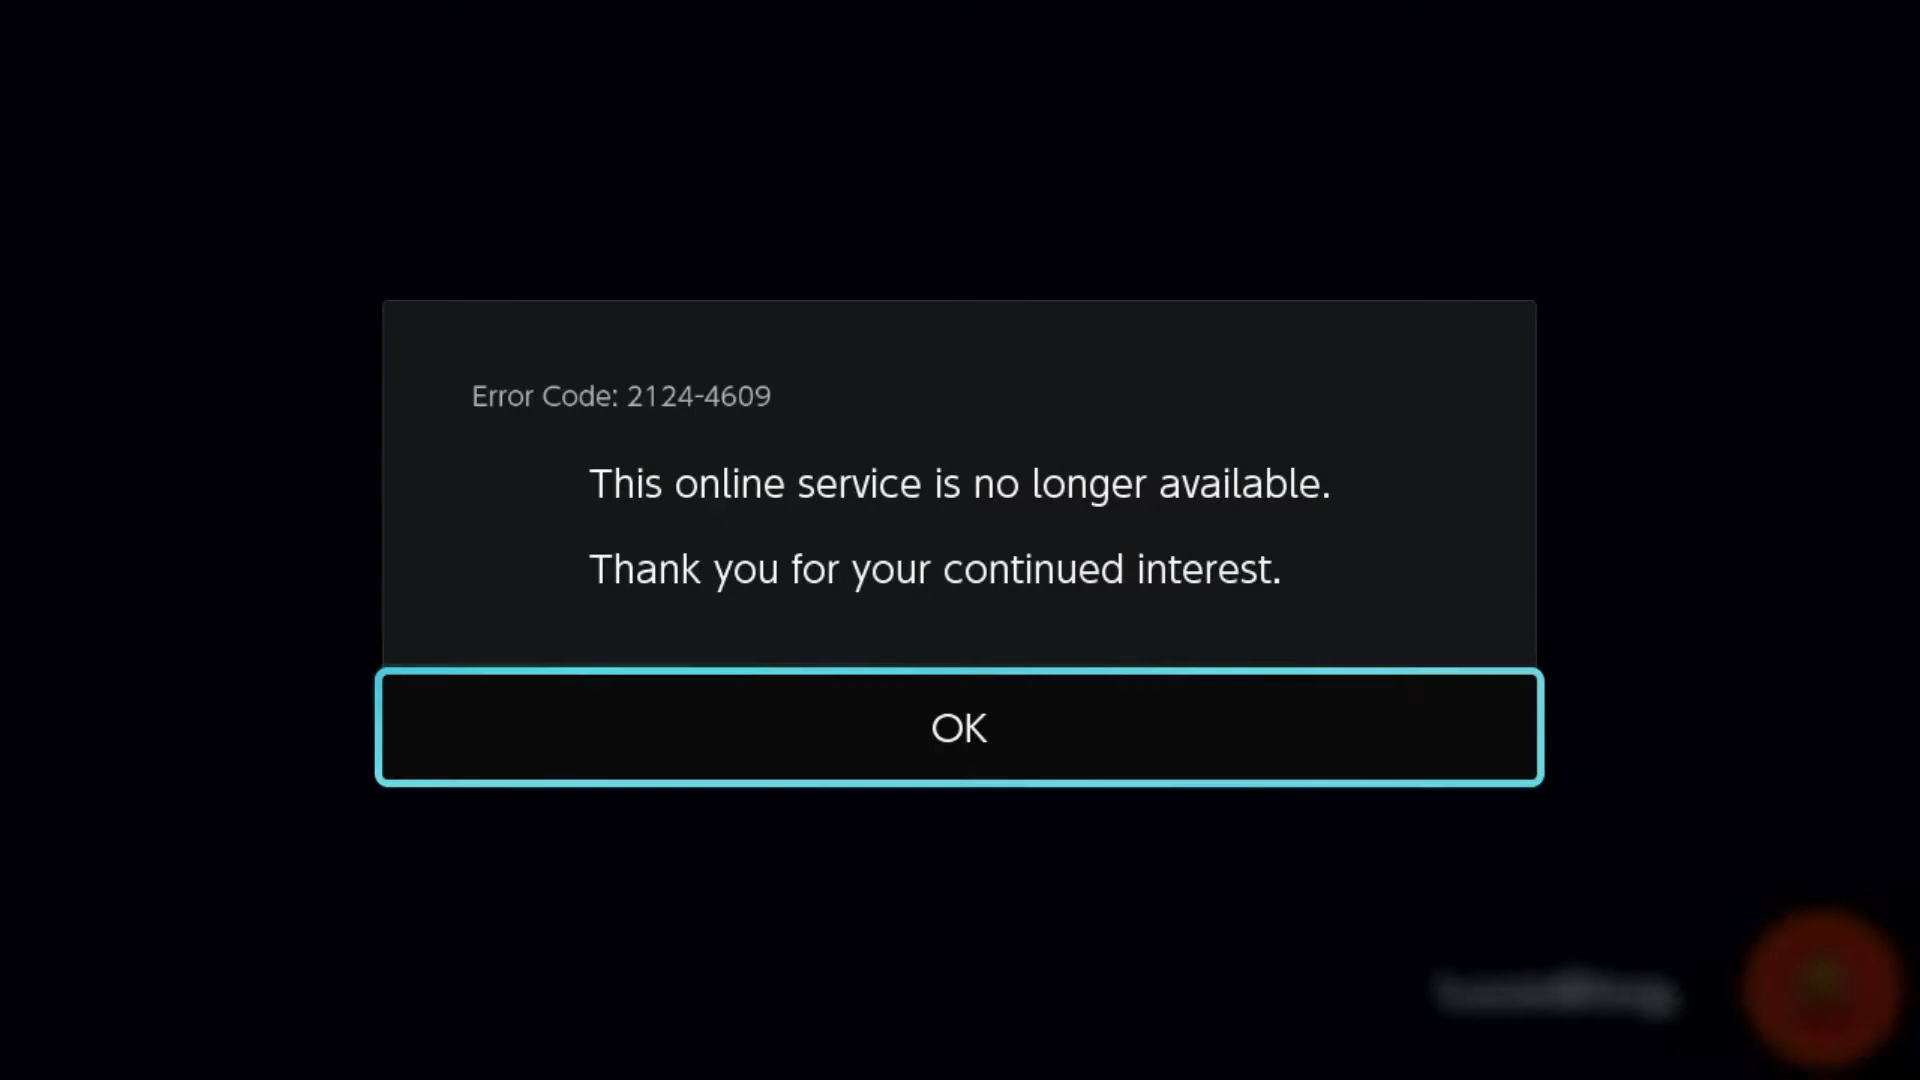 Error Code: 2124-4609
This online service is no longer available.
Thank you for your continued interest.
OK